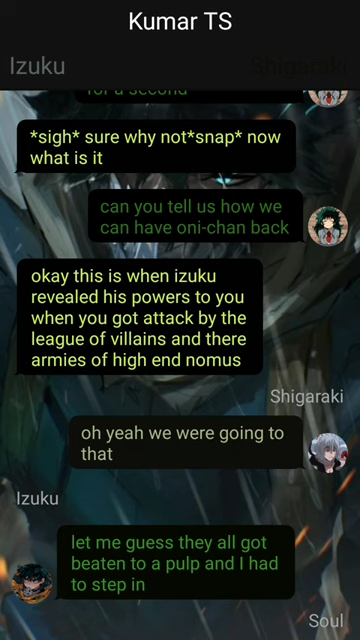 Kumar TS
Izuku
Shigaraki
for a second
*sigh* sure why not*snap* now
what is it
can you tell us how we
can have oni-chan back
okay this is when izuku
revealed his powers to you
when you got attack by the
league of villains and there
armies of high end nomus
Shigaraki
oh yeah we were going to
that
Izuku
let me guess they all got
beaten to a pulp and I had
to step in
Soul